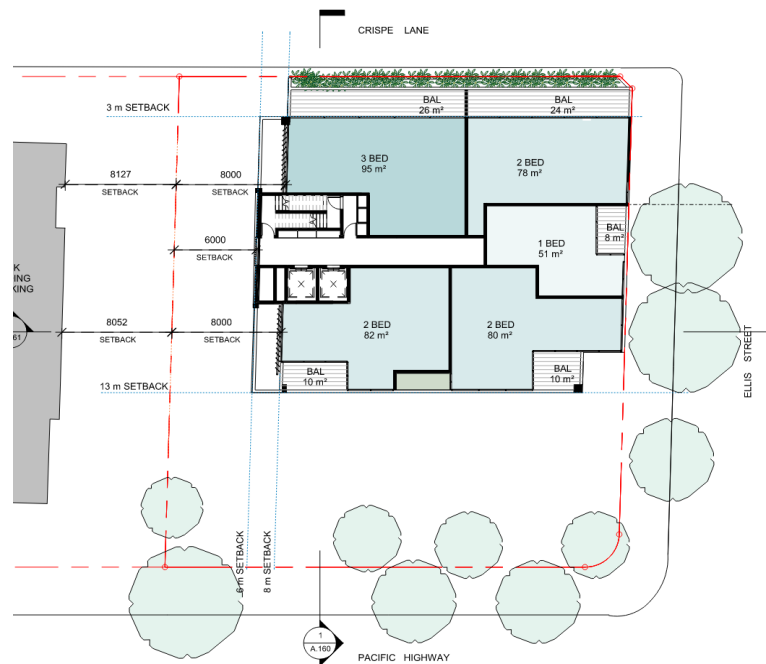 CRISPE LANE
3 m SETBACK
BAL
26 m²
BAL
24 m²
3 BED
95 m²
2 BED
78 m²
8127
SETBACK
8000
SETBACK
6000
SETBACK
1 BED
51 m²
BAL
8 m²
K
ING
KING
61
8052
SETBACK
8000
SETBACK
2 BED
82 m²
2 BED
80 m²
BAL
10 m²
BAL
10 m²
13 m SETBACK
ELLIS STREET
6 m SETBACK
8 m SETBACK
1
A.160
PACIFIC HIGHWAY